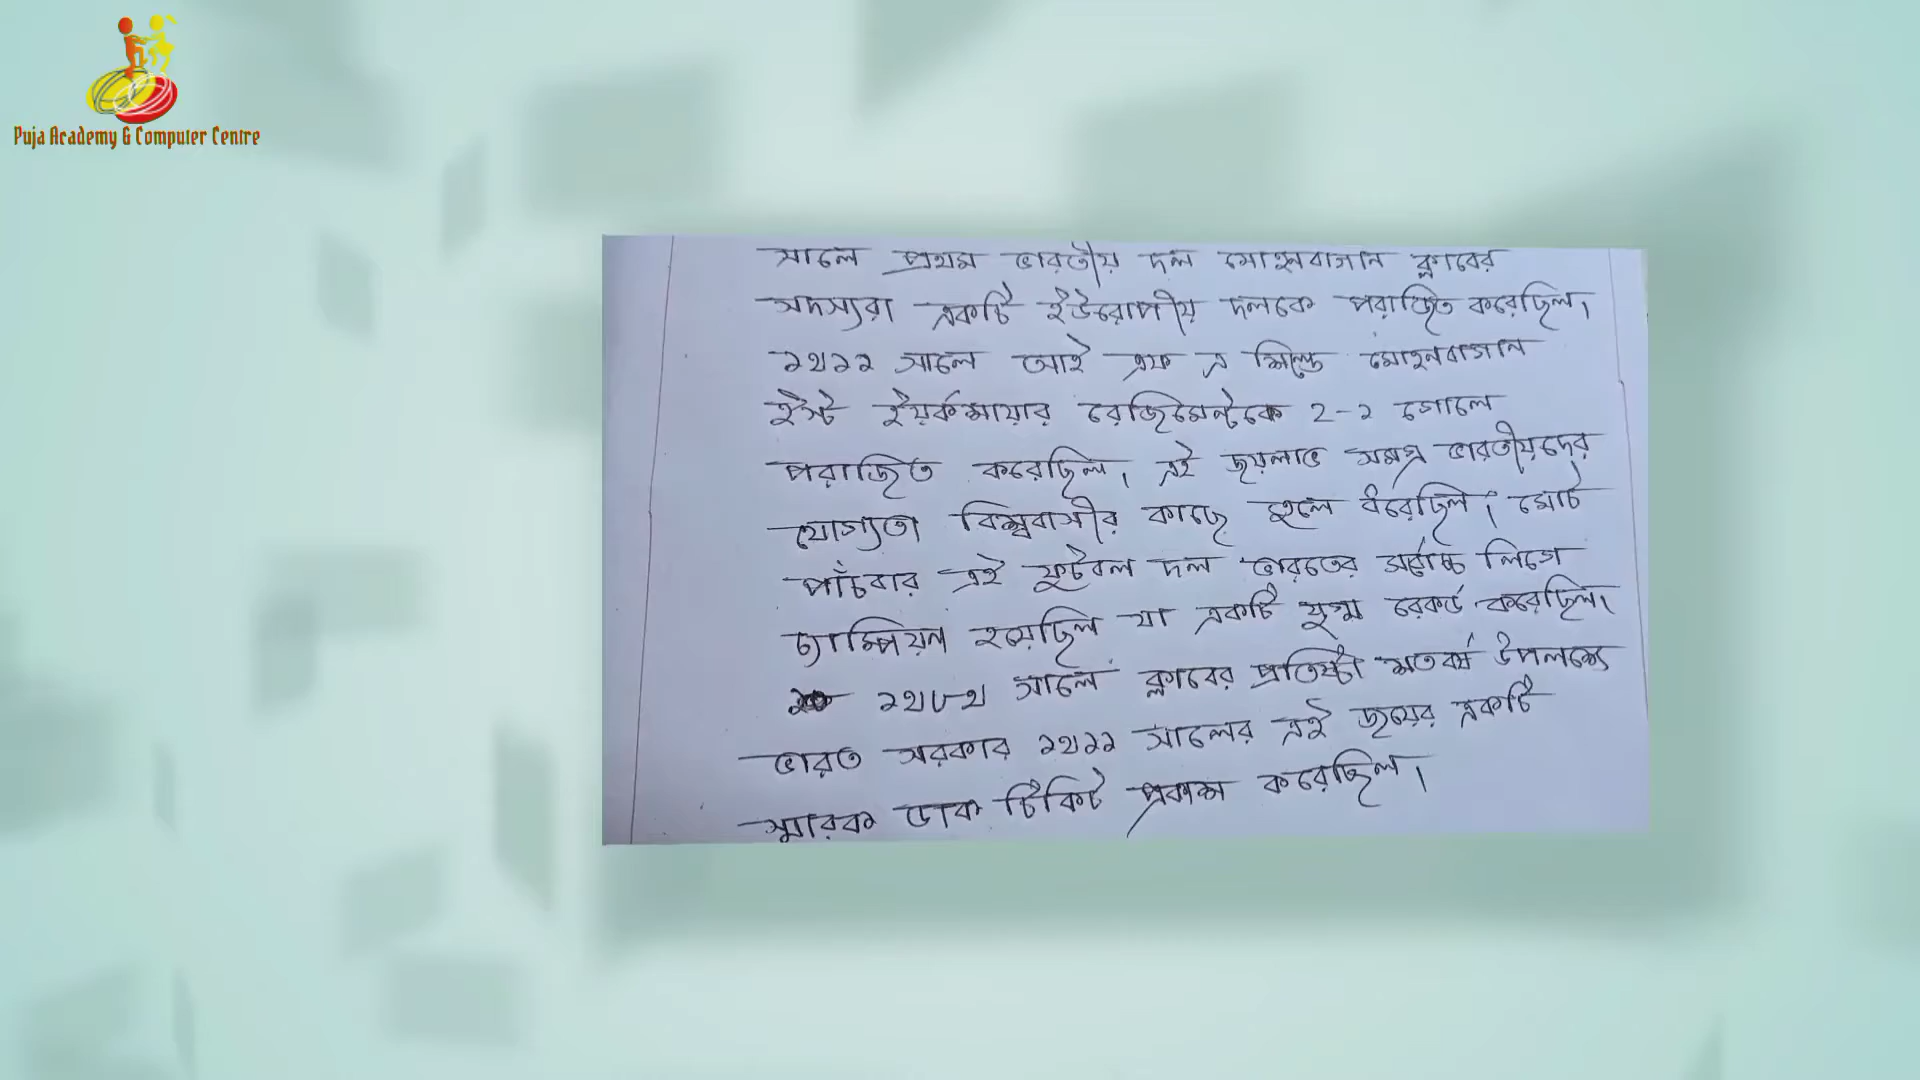 Puja Academy & Computer Centre
সালে প্রথম ভারতীয় দল মোহনবাগান ক্লাবের
সদস্যরা একটি ইউরোপীয় দলকে পরাজিত করেছিল।
১৯১১ সালে আই এফ এ শিল্ডে মোহনবাগান
ইস্ট ইয়র্কশায়ার রেজিমেন্টকে 2-১ গোলে
পরাজিত করেছিল। এই জয়লাভ সমগ্র ভারতীয়দের
যোগ্যতা বিশ্ববাসীর কাছে তুলে ধরেছিল। মোট
পাঁচবার এই ফুটবল দল ভারতের সর্বোচ্চ লিগে
চ্যাম্পিয়ন হয়েছিল যা একটি যুগ্ম রেকর্ড করেছিল।
১৯৮৯ সালে ক্লাবের প্রতিষ্ঠা শতবর্ষ উপলক্ষ্যে
ভারত সরকার ১৯১১ সালের এই জয়ের একটি
স্মারক ডাক টিকিট প্রকাশ করেছিল।